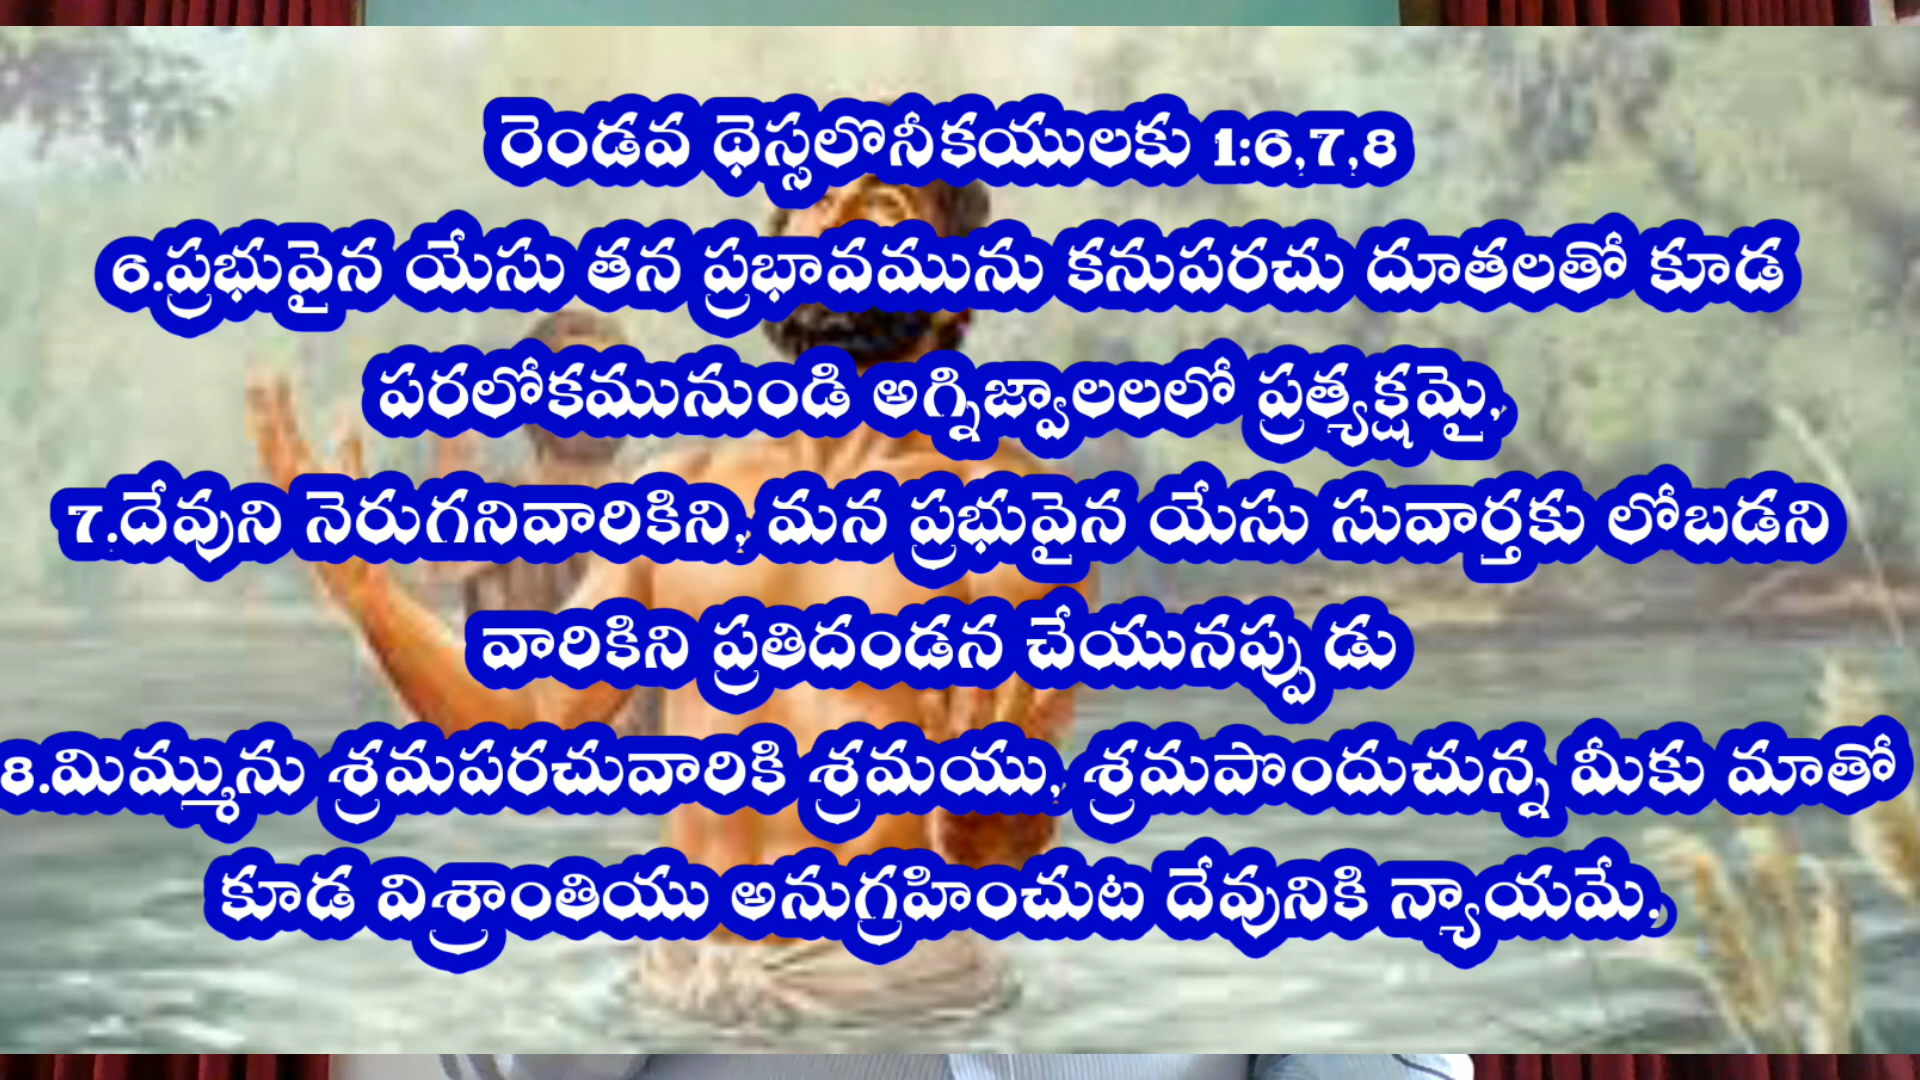 రెండవ థెస్సలొనీకయులకు 1:6,7,8
6.ప్రభువైన యేసు తన ప్రభావమును కనుపరచు దూతలతో కూడ
పరలోకమునుండి అగ్నిజ్వాలలలో ప్రత్యక్షమై,
7.దేవుని నెరుగనివారికిని, మన ప్రభువైన యేసు సువార్తకు లోబడని
వారికిని ప్రతిదండన చేయునప్పుడు
8.మిమ్మును శ్రమపరచువారికి శ్రమయు, శ్రమపొందుచున్న మీకు మాతో
కూడ విశ్రాంతియు అనుగ్రహించుట దేవునికి న్యాయమే.